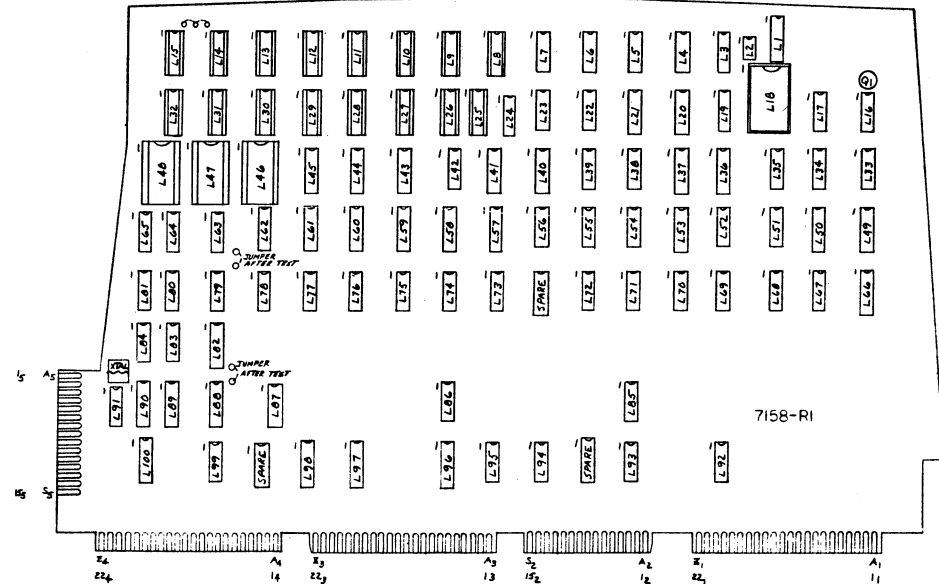 L15 L14 L13 L12 L11 L10 L9 L8 L7 L6 L5 L4 L3 L2 L1
L32 L31 L30 L29 L28 L27 L26 L25 L24 L23 L22 L21 L20 L19 L18 L17 L16
L48 L47 L46 L45 L44 L43 L42 L41 L40 L39 L38 L37 L36 L35 L34 L33
L65 L64 L63 L62 L61 L60 L59 L58 L57 L56 L55 L54 L53 L52 L51 L50 L49
JUMPER
AFTER TEST
L81 L80 L79 L78 L77 L76 L75 L74 L73 SPARE L72 L71 L70 L69 L68 L67 L66
L84 L83 L82
XTAL
JUMPER
AFTER TEST
15 A5
L91 L90 L89 L88 L87 L86 L85
7158-R1
L100 L99 SPARE L98 L97 L96 L95 L94 SPARE L93 L92
155 S5
Z4 A4 Z3 A3 S2 A2 Z1 A1
224 14 223 13 152 12 221 11